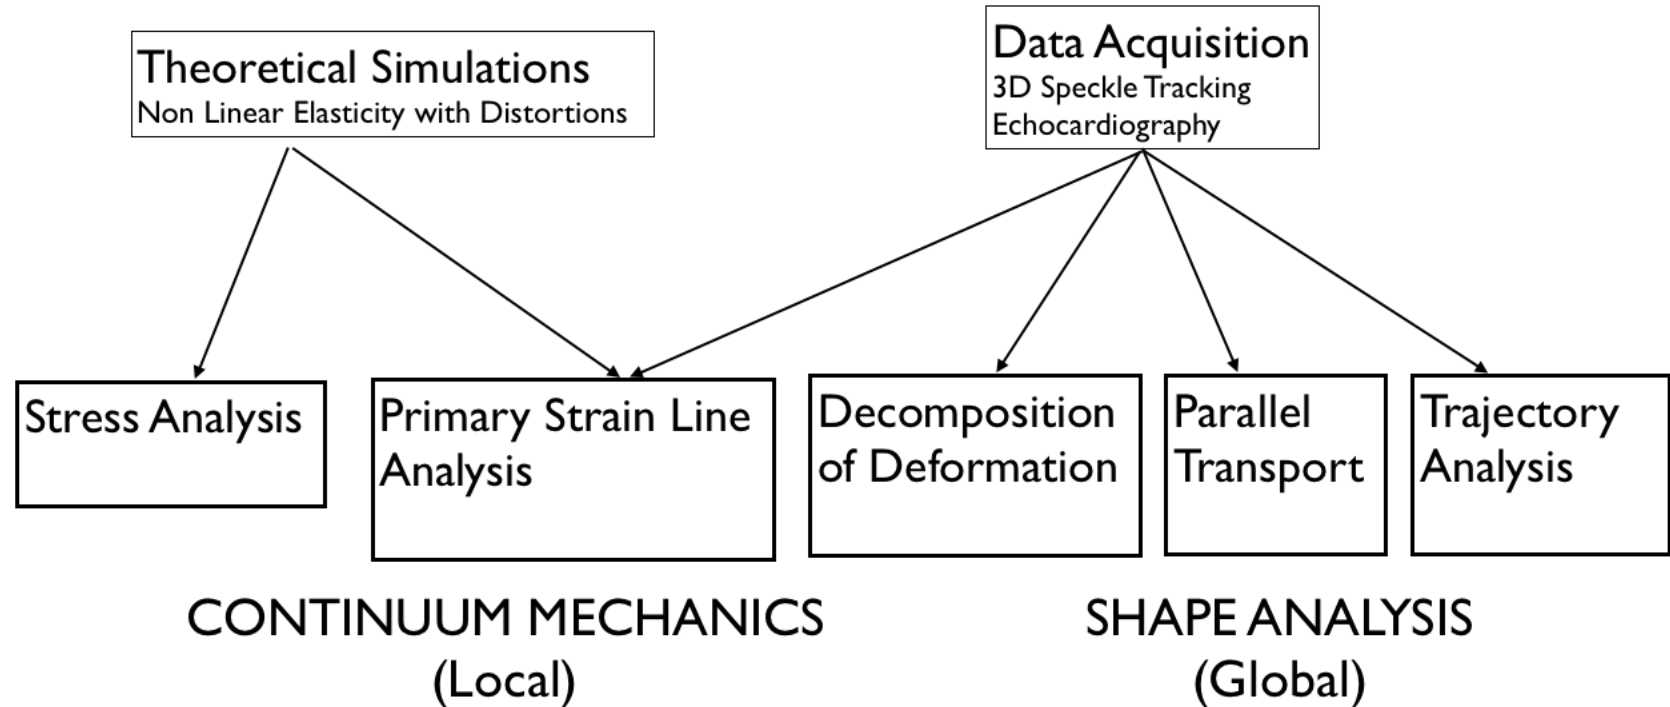 Theoretical Simulations
Non Linear Elasticity with Distortions
Data Acquisition
3D Speckle Tracking
Echocardiography
Stress Analysis
Primary Strain Line
Analysis
Decomposition
of Deformation
Parallel
Transport
Trajectory
Analysis
CONTINUUM MECHANICS
(Local)
SHAPE ANALYSIS
(Global)